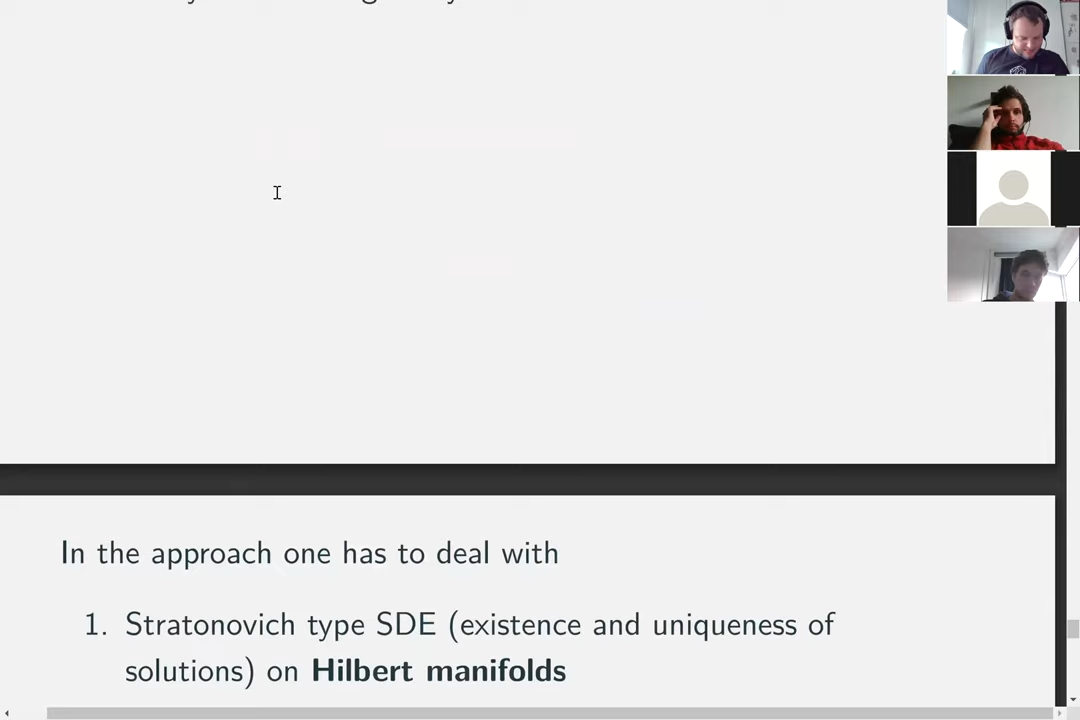 In the approach one has to deal with
1. Stratonovich type SDE (existence and uniqueness of
solutions) on Hilbert manifolds